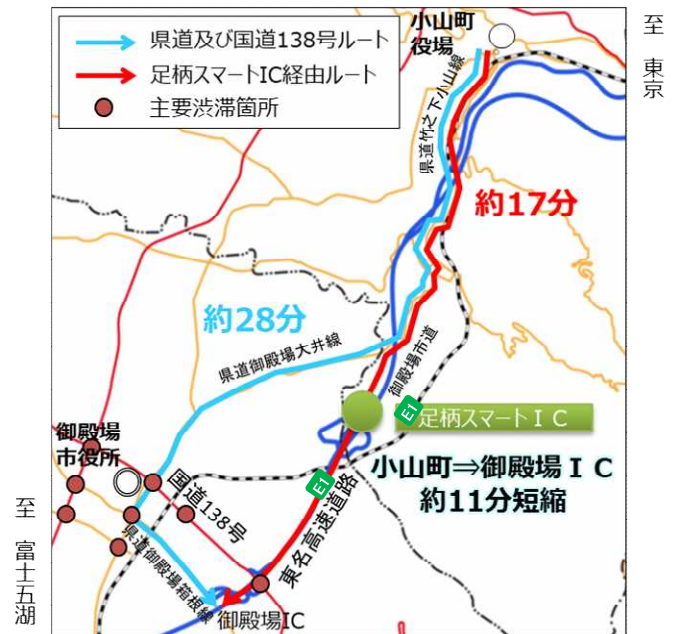 県道及び国道138号ルート
足柄スマートIC経由ルート
主要渋滞箇所
小山町
役場
至 東京
県道竹之下小山線
約17分
約28分
県道御殿場大井線
御殿場市道
E1
足柄スマートＩＣ
御殿場
市役所
小山町⇒御殿場ＩＣ
約11分短縮
国道138号
E1
東名高速道路
至 富士五湖
県道御殿場箱根線
御殿場IC